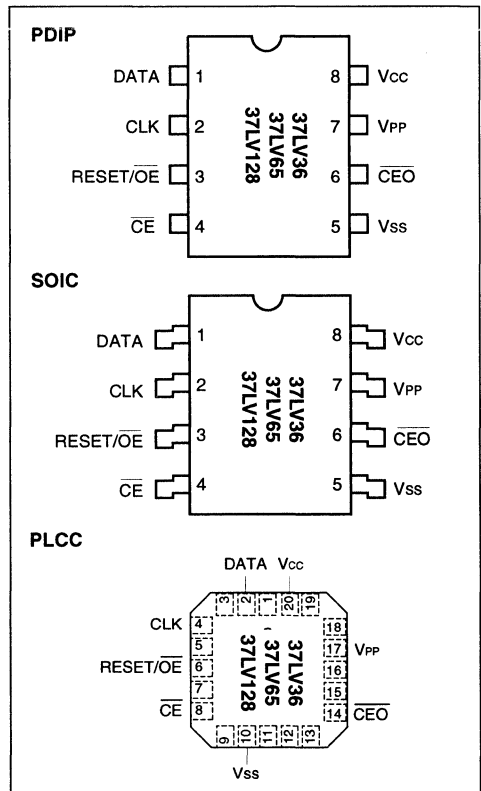 PDIP
DATA 1 8 Vcc
CLK 2 7 VPP
RESET/OE 3 6 CEO
CE 4 5 Vss
37LV36
37LV65
37LV128
SOIC
DATA 1 8 Vcc
CLK 2 7 VPP
RESET/OE 3 6 CEO
CE 4 5 Vss
37LV36
37LV65
37LV128
PLCC
DATA Vcc
3 2 1 20 19
CLK 4 18
5 17 VPP
RESET/OE 6 16
7 15
CE 8 14 CEO
37LV36
37LV65
37LV128
9 10 11 12 13
Vss